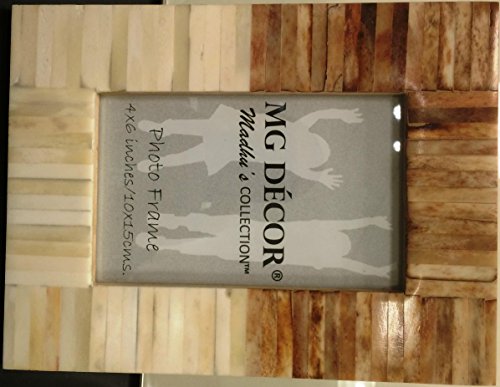 MG DÉCOR®
Madhu's COLLECTION™
Photo Frame
4x6 inches/10x15cms.